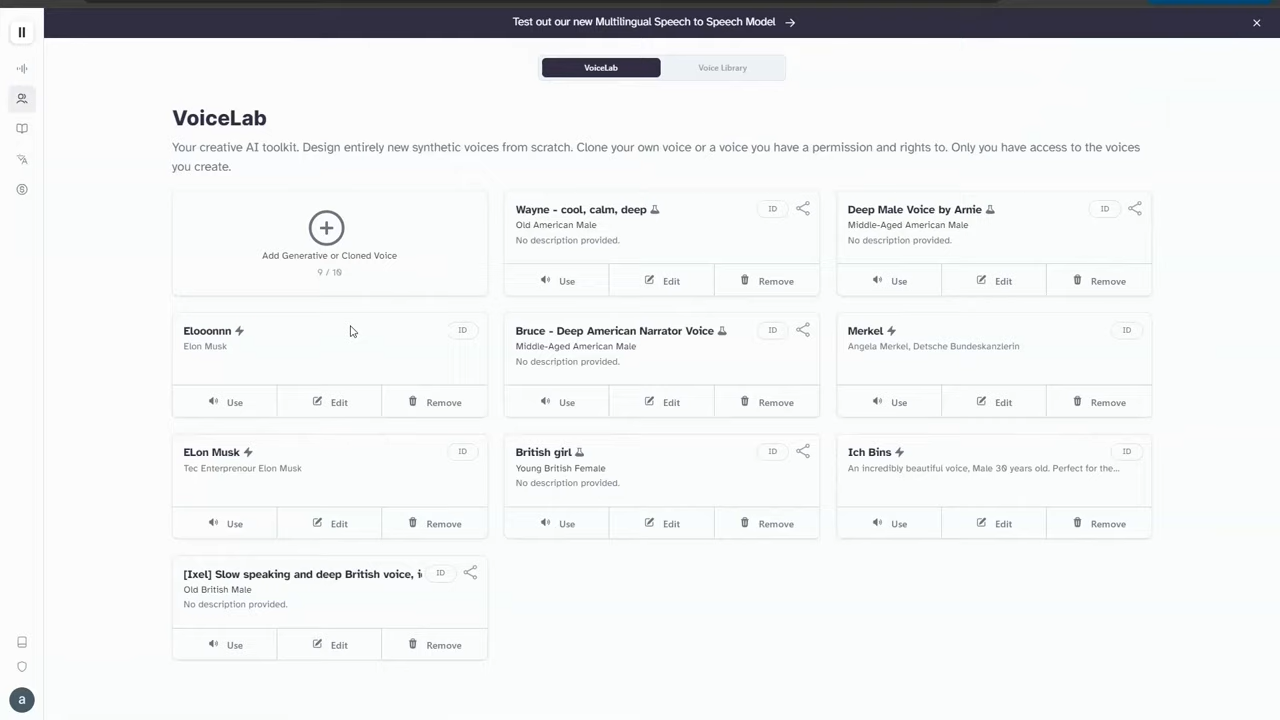 Test out our new Multilingual Speech to Speech Model →
VoiceLab
Voice Library
VoiceLab
Your creative AI toolkit. Design entirely new synthetic voices from scratch. Clone your own voice or a voice you have a permission and rights to. Only you have access to the voices
you create.
Add Generative or Cloned Voice
9 / 10
Wayne - cool, calm, deep
ID
Old American Male
No description provided.
Use
Edit
Remove
Deep Male Voice by Arnie
ID
Middle-Aged American Male
No description provided.
Use
Edit
Remove
Elooonnn
ID
Elon Musk
Use
Edit
Remove
Bruce - Deep American Narrator Voice
ID
Middle-Aged American Male
No description provided.
Use
Edit
Remove
Merkel
ID
Angela Merkel, Detsche Bundeskanzlerin
Use
Edit
Remove
ELon Musk
ID
Tec Enterprenour Elon Musk
Use
Edit
Remove
British girl
ID
Young British Female
No description provided.
Use
Edit
Remove
Ich Bins
ID
An incredibly beautiful voice, Male 30 years old. Perfect for the...
Use
Edit
Remove
[Ixel] Slow speaking and deep British voice,
ID
Old British Male
No description provided.
Use
Edit
Remove
a